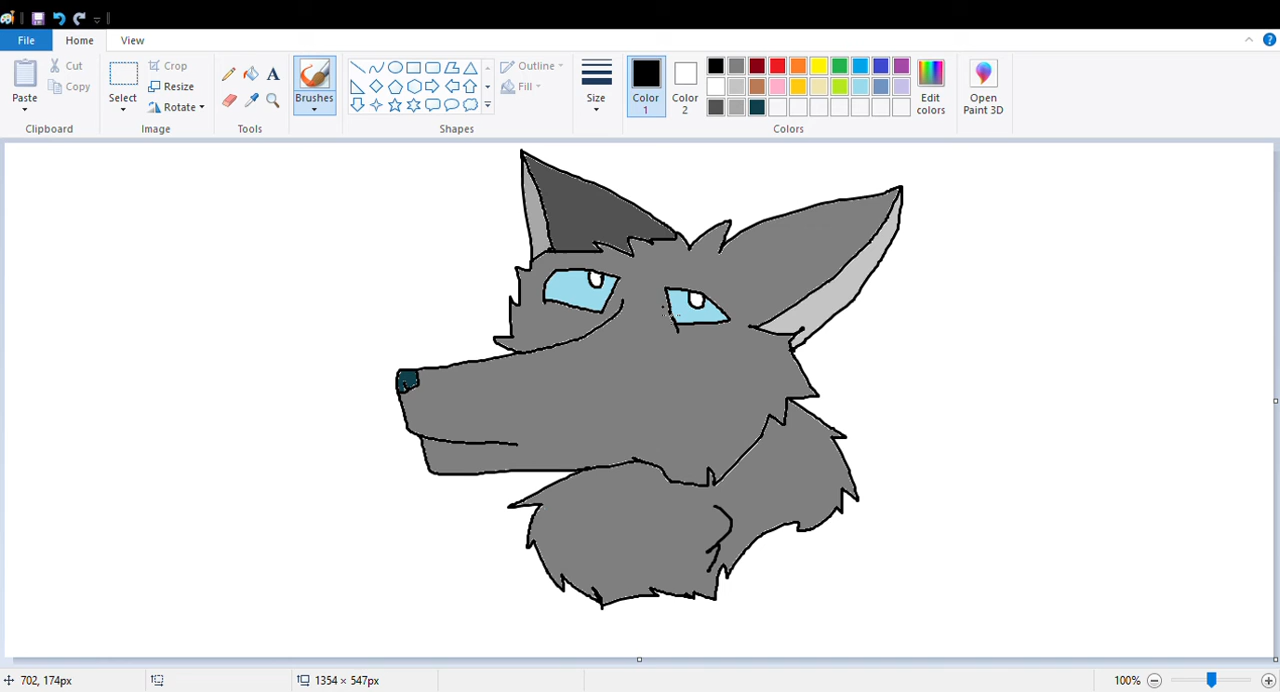 File Home View
Paste Cut Copy
Clipboard
Select Crop Resize Rotate
Image
A
Tools
Brushes
Outline
Fill
Shapes
Size
Color 1
Color 2
Edit colors
Colors
Open Paint 3D
702, 174px
1354 × 547px
100%